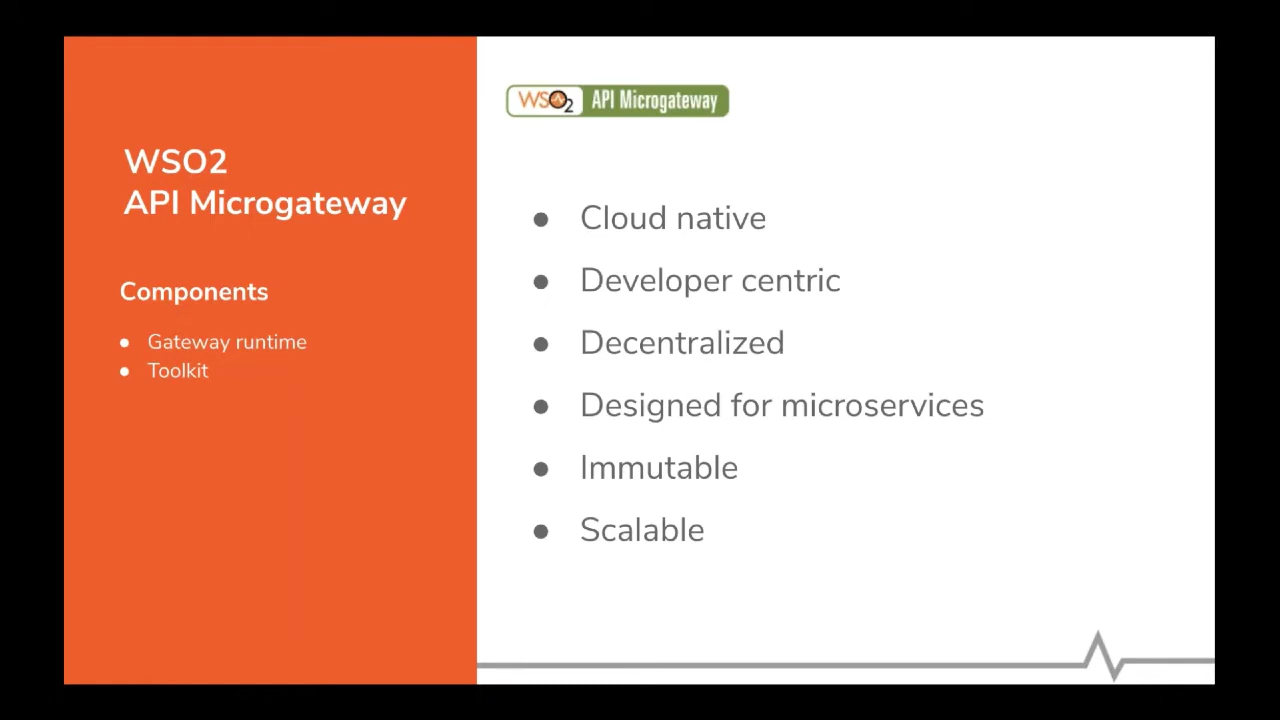 WSO2
API Microgateway
Components
● Gateway runtime
● Toolkit
WSO2 API Microgateway
● Cloud native
● Developer centric
● Decentralized
● Designed for microservices
● Immutable
● Scalable